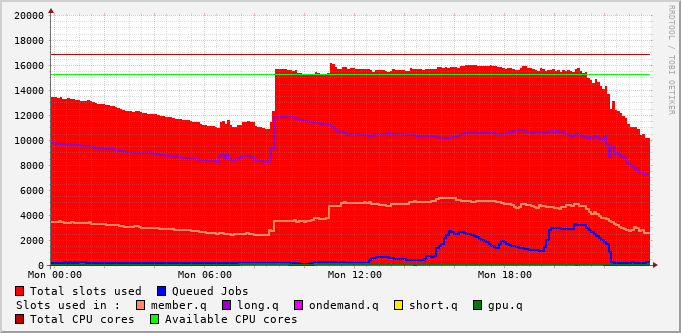 20000
18000
16000
14000
12000
10000
8000
6000
4000
2000
0
Mon 00:00 Mon 06:00 Mon 12:00 Mon 18:00
Total slots used Queued Jobs
Slots used in : member.q long.q ondemand.q short.q gpu.q
Total CPU cores Available CPU cores
RRDTOOL / TOBI OETIKER